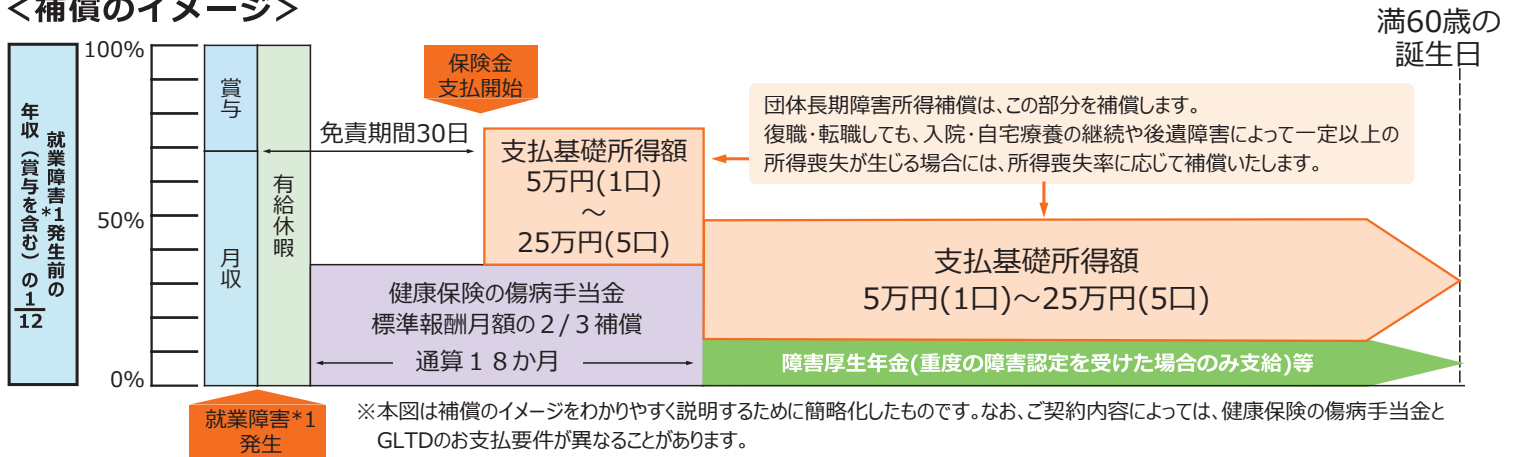 ＜補償のイメージ＞
満60歳の
誕生日
就業障害*1発生前の
年収（賞与を含む）の1/12
100%
50%
0%
賞与
月収
有給休暇
保険金
支払開始
免責期間30日
支払基礎所得額
5万円(1口)
～
25万円(5口)
団体長期障害所得補償は、この部分を補償します。
復職・転職しても、入院・自宅療養の継続や後遺障害によって一定以上の
所得喪失が生じる場合には、所得喪失率に応じて補償いたします。
健康保険の傷病手当金
標準報酬月額の２/３補償
通算１８か月
支払基礎所得額
5万円(1口)～25万円(5口)
障害厚生年金(重度の障害認定を受けた場合のみ支給)等
就業障害*1
発生
※本図は補償のイメージをわかりやすく説明するために簡略化したものです。なお、ご契約内容によっては、健康保険の傷病手当金と
GLTDのお支払要件が異なることがあります。